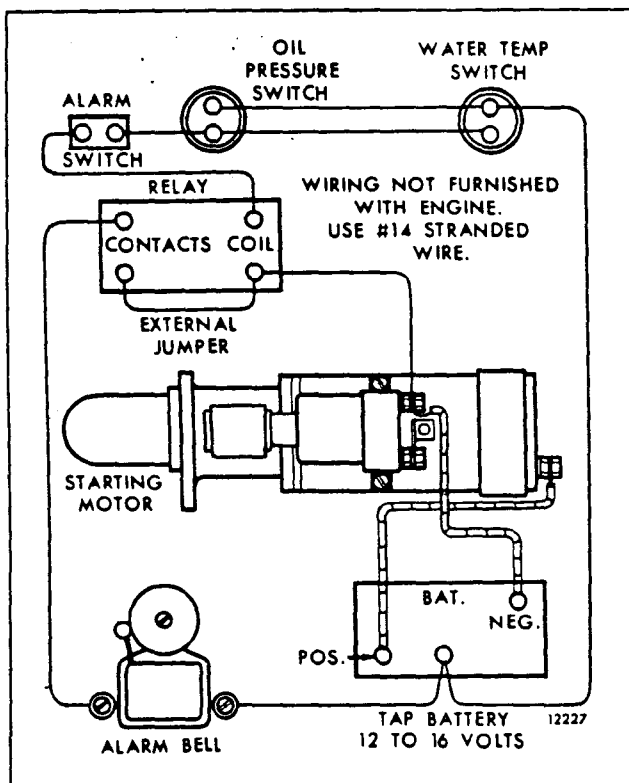 OIL
PRESSURE
SWITCH
WATER TEMP
SWITCH
ALARM
SWITCH
RELAY
WIRING NOT FURNISHED
WITH ENGINE.
USE #14 STRANDED
WIRE.
CONTACTS COIL
EXTERNAL
JUMPER
STARTING
MOTOR
BAT.
NEG.
POS.
TAP BATTERY
12 TO 16 VOLTS
12227
ALARM BELL